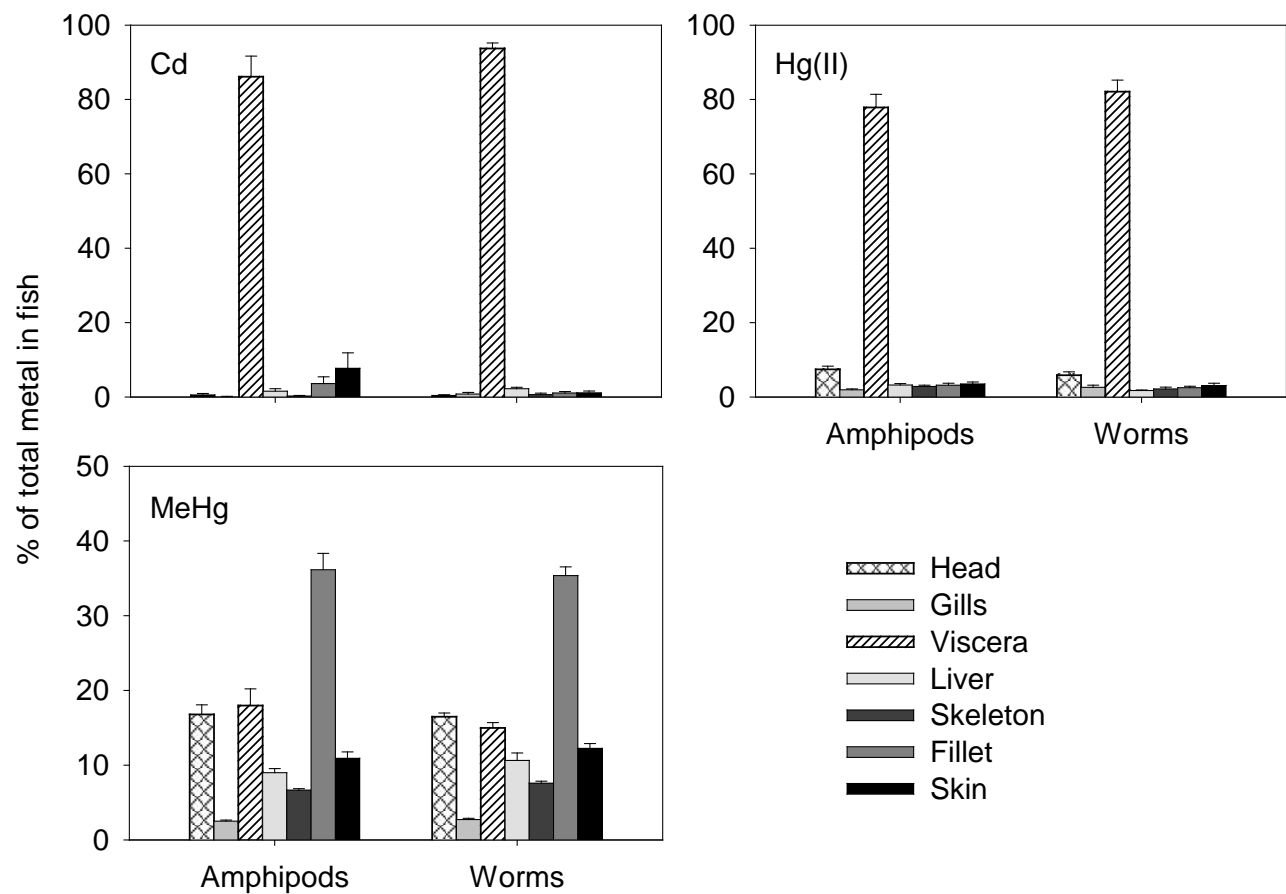 % of total metal in fish
100
80
60
40
20
0
Cd
100
80
60
40
20
0
Hg(II)
Amphipods Worms
50
40
30
20
10
0
MeHg
Amphipods Worms
Head
Gills
Viscera
Liver
Skeleton
Fillet
Skin